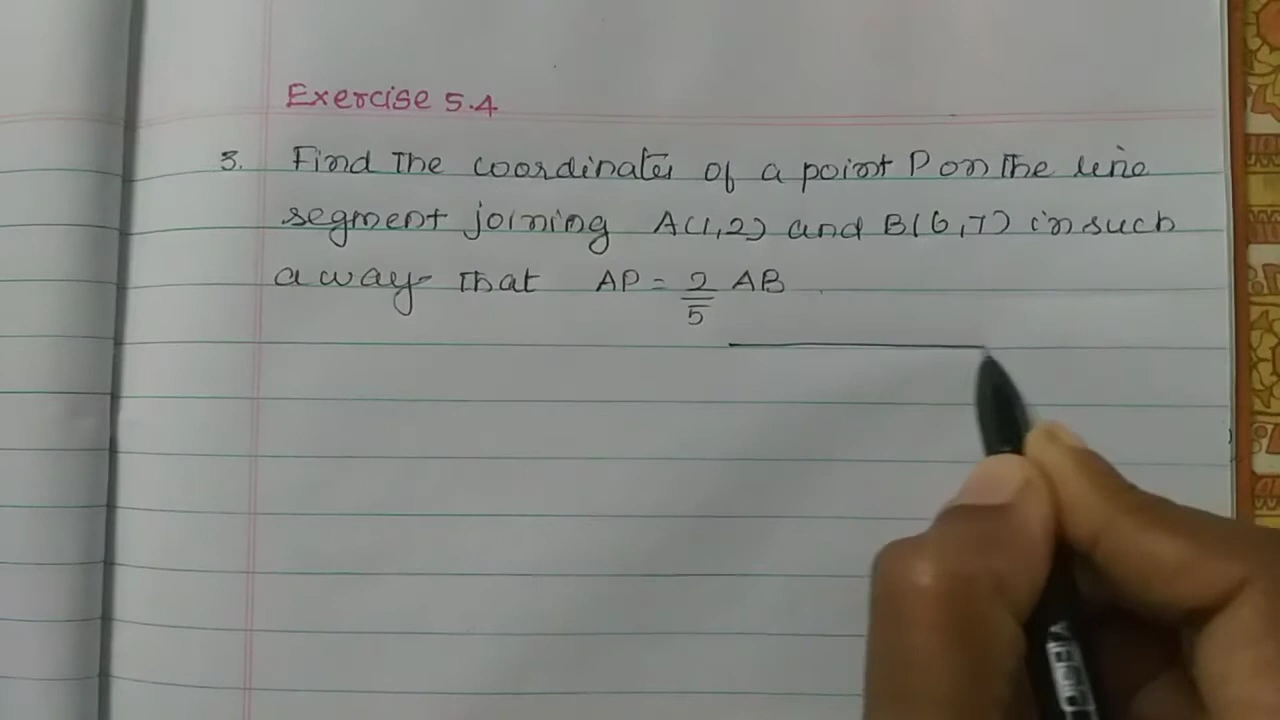 Exercise 5.4
3. Find the coordinates of a point P on the line
segment joining A(1,2) and B(6,7) in such
a way that AP = 2/5 AB